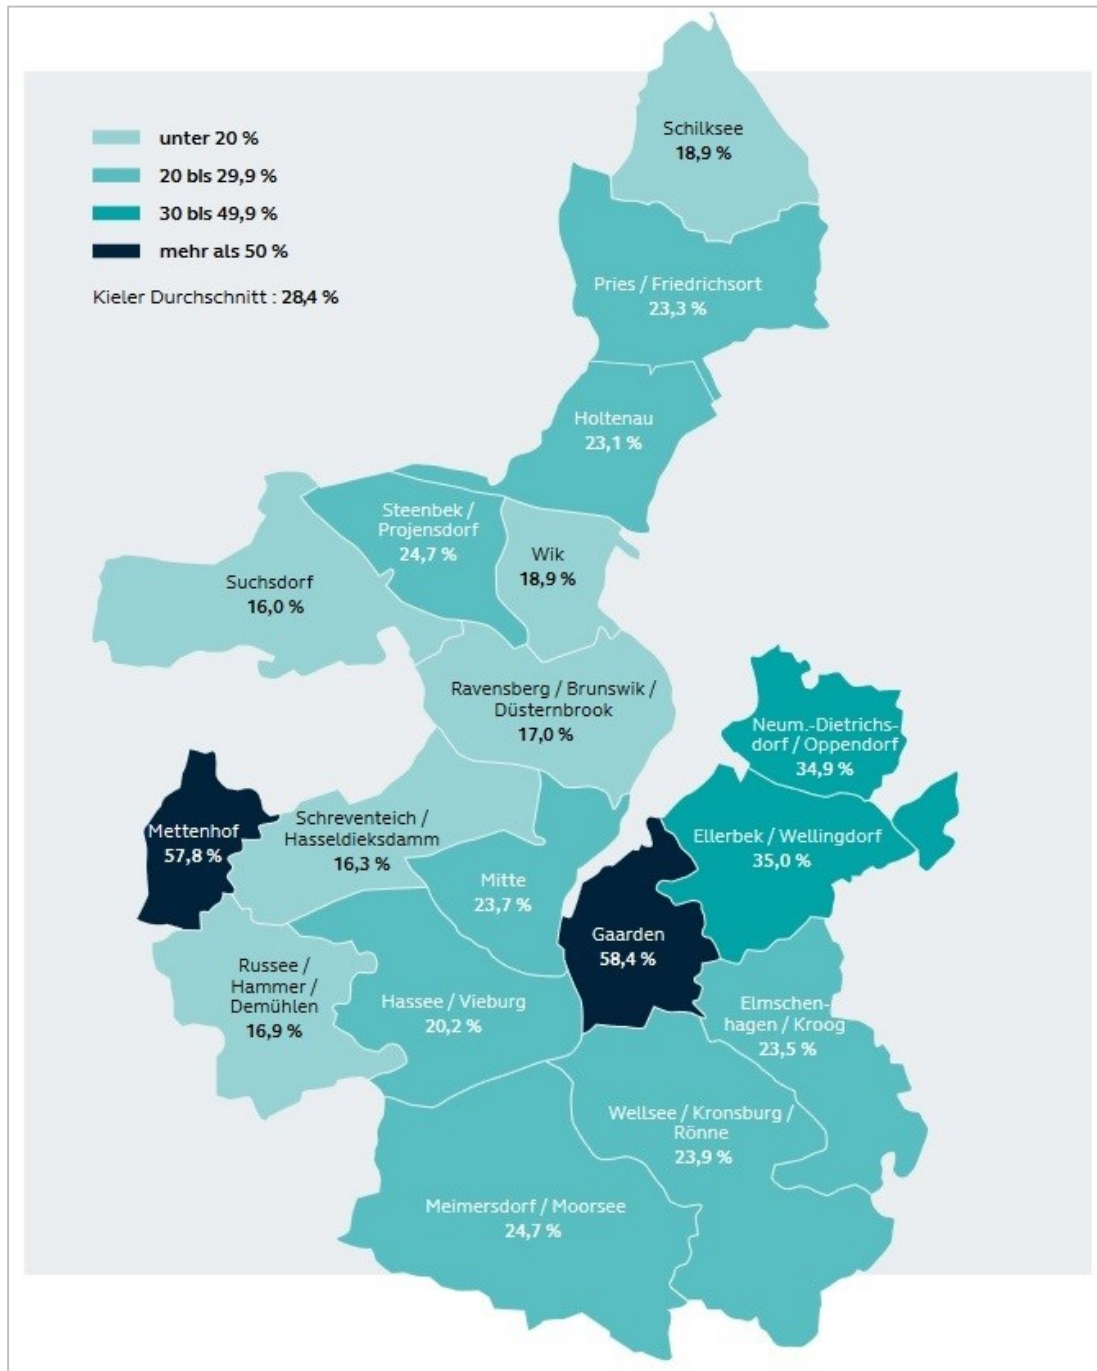 unter 20 %
20 bis 29,9 %
30 bis 49,9 %
mehr als 50 %
Kieler Durchschnitt : 28,4 %
Schilksee
18,9 %
Pries / Friedrichsort
23,3 %
Holtenau
23,1 %
Steenbek /
Projensdorf
24,7 %
Wik
18,9 %
Suchsdorf
16,0 %
Ravensberg / Brunswik /
Düsternbrook
17,0 %
Neum.-Dietrichs-
dorf / Oppendorf
34,9 %
Mettenhof
57,8 %
Schreventeich /
Hasseldieksdamm
16,3 %
Ellerbek / Wellingdorf
35,0 %
Mitte
23,7 %
Gaarden
58,4 %
Russee /
Hammer /
Demühlen
16,9 %
Hassee / Vieburg
20,2 %
Elmschen-
hagen / Kroog
23,5 %
Wellsee / Kronsburg /
Rönne
23,9 %
Meimersdorf / Moorsee
24,7 %